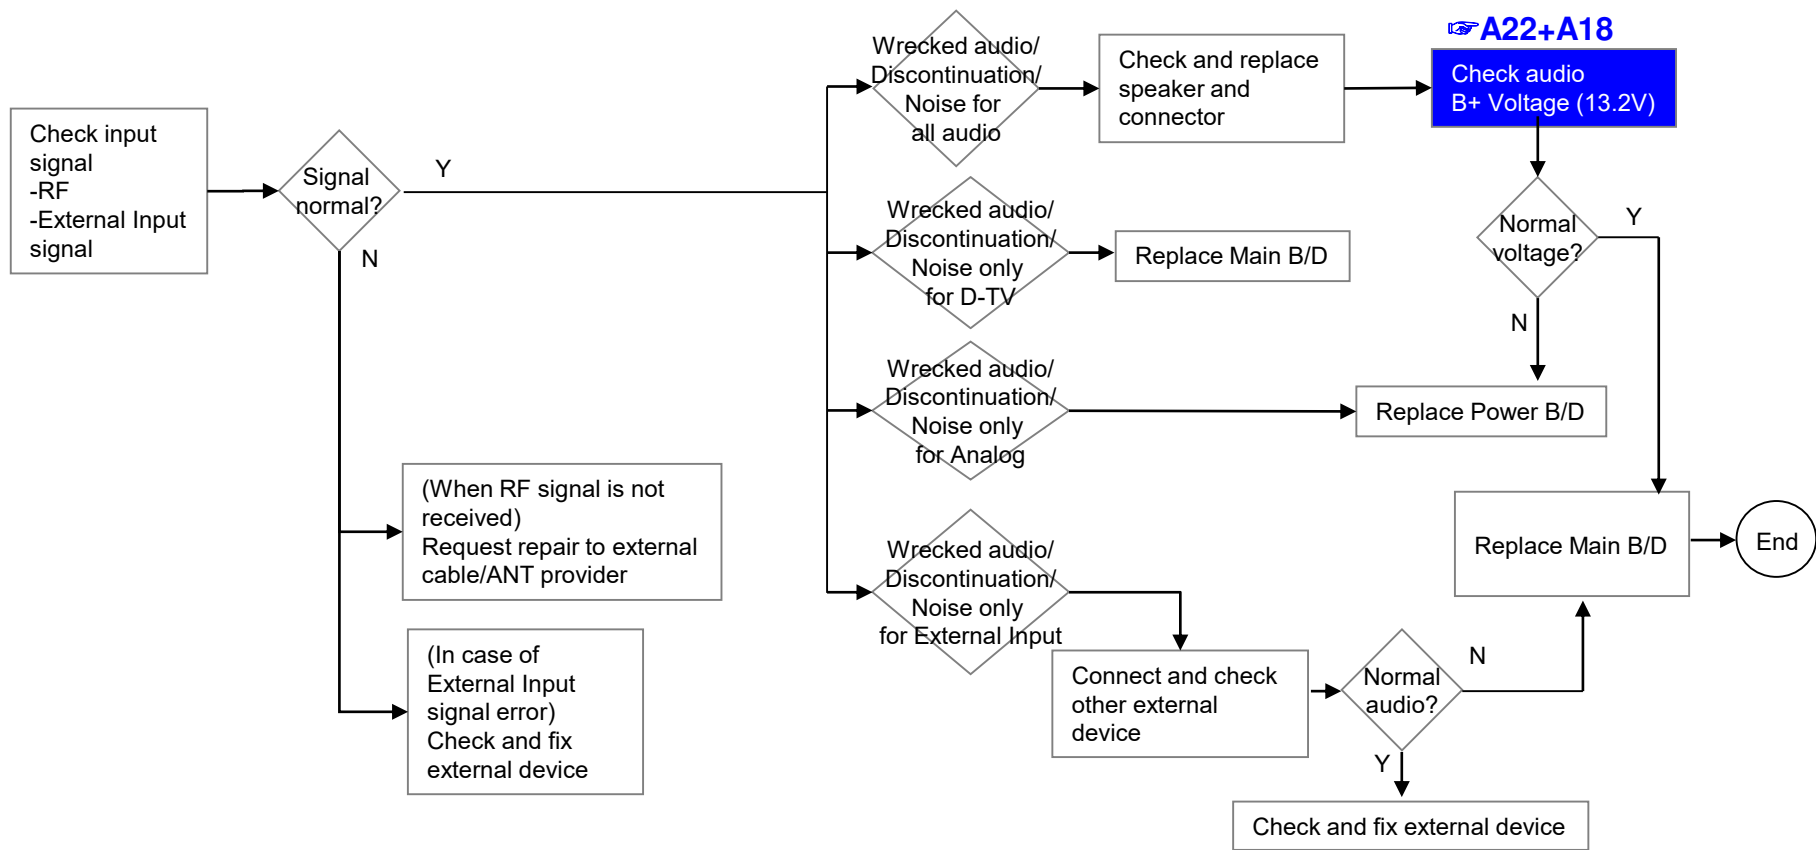 ☞A22+A18
Check input
signal
-RF
-External Input
signal
Signal
normal?
Y
N
(When RF signal is not
received)
Request repair to external
cable/ANT provider
(In case of
External Input
signal error)
Check and fix
external device
Wrecked audio/
Discontinuation/
Noise for
all audio
Check and replace
speaker and
connector
Check audio
B+ Voltage (13.2V)
Normal
voltage?
Y
N
Wrecked audio/
Discontinuation/
Noise only
for D-TV
Replace Main B/D
Wrecked audio/
Discontinuation/
Noise only
for Analog
Replace Power B/D
Wrecked audio/
Discontinuation/
Noise only
for External Input
Connect and check
other external
device
Normal
audio?
N
Y
Replace Main B/D
End
Check and fix external device